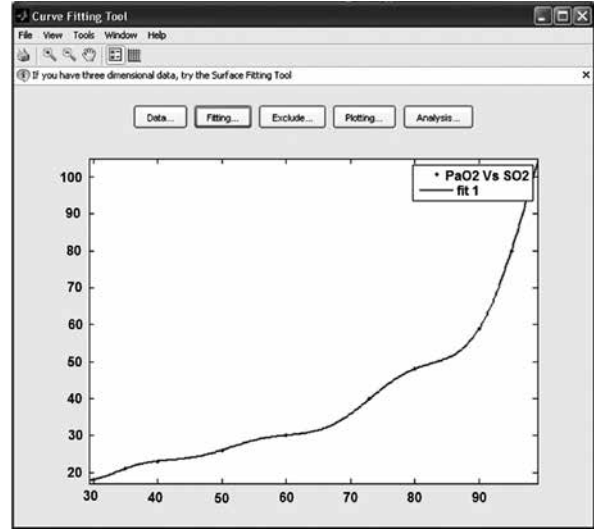 Curve Fitting Tool
File View Tools Window Help
If you have three dimensional data, try the Surface Fitting Tool
Data...
Fitting...
Exclude...
Plotting...
Analysis...
PaO2 Vs SO2
fit 1
100
90
80
70
60
50
40
30
20
30 40 50 60 70 80 90